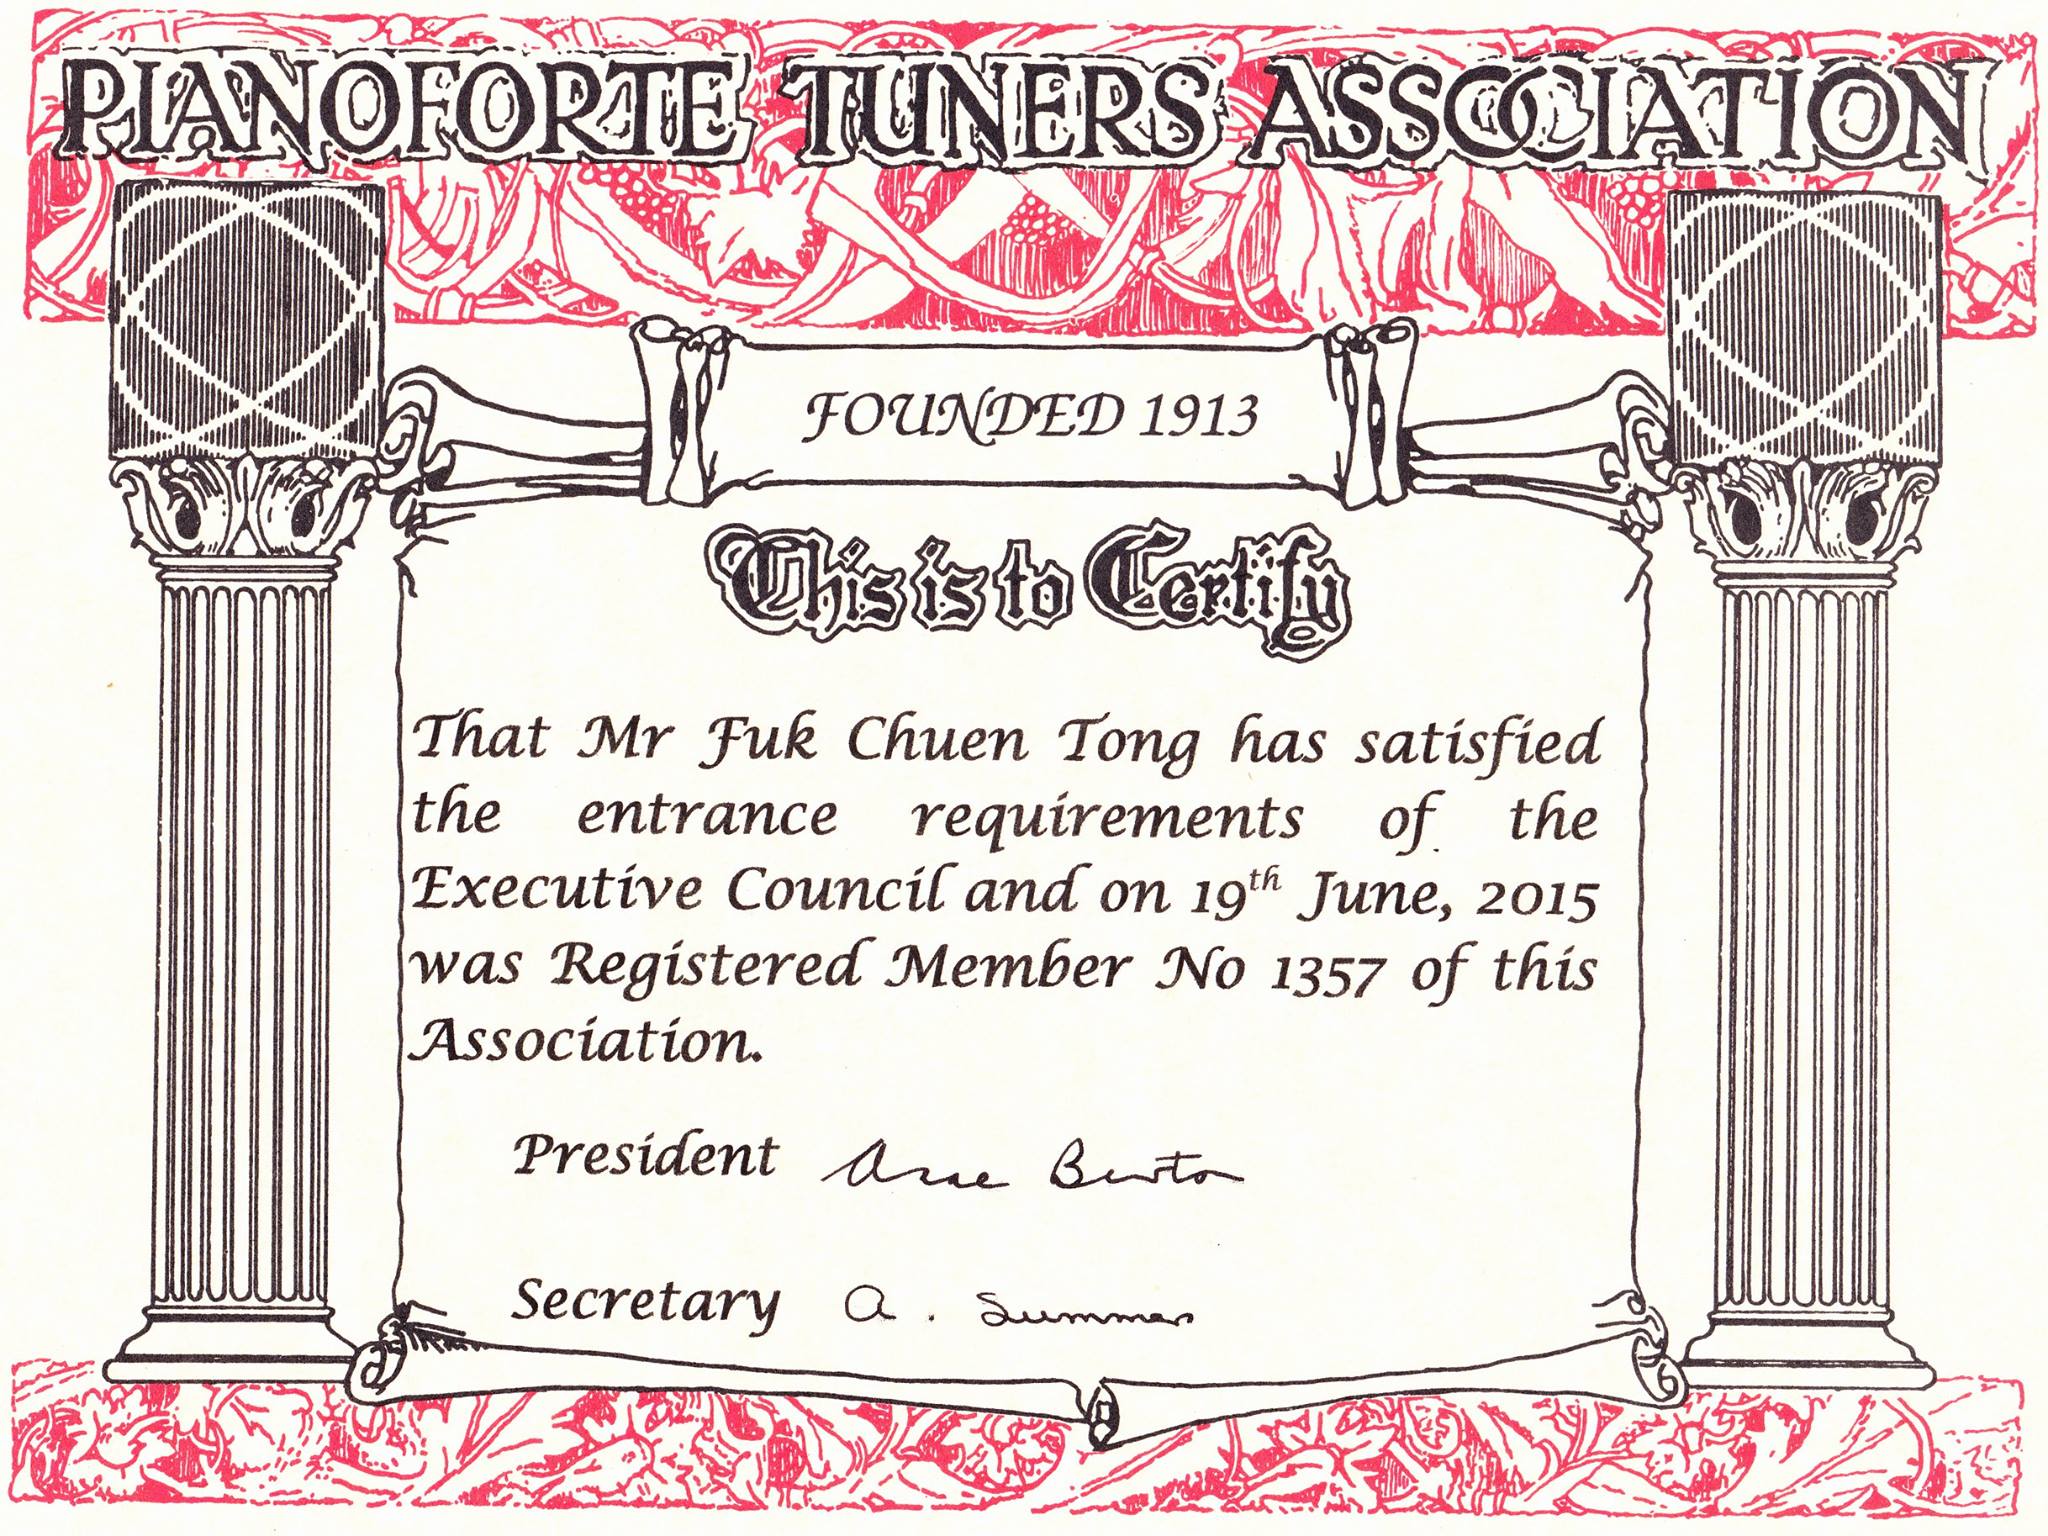 PIANOFORTE TUNERS ASSOCIATION
FOUNDED 1913
This is to Certify
That Mr Fuk Chuen Tong has satisfied
the entrance requirements of the
Executive Council and on 19th June, 2015
was Registered Member No 1357 of this
Association.
President
Secretary A. Summers